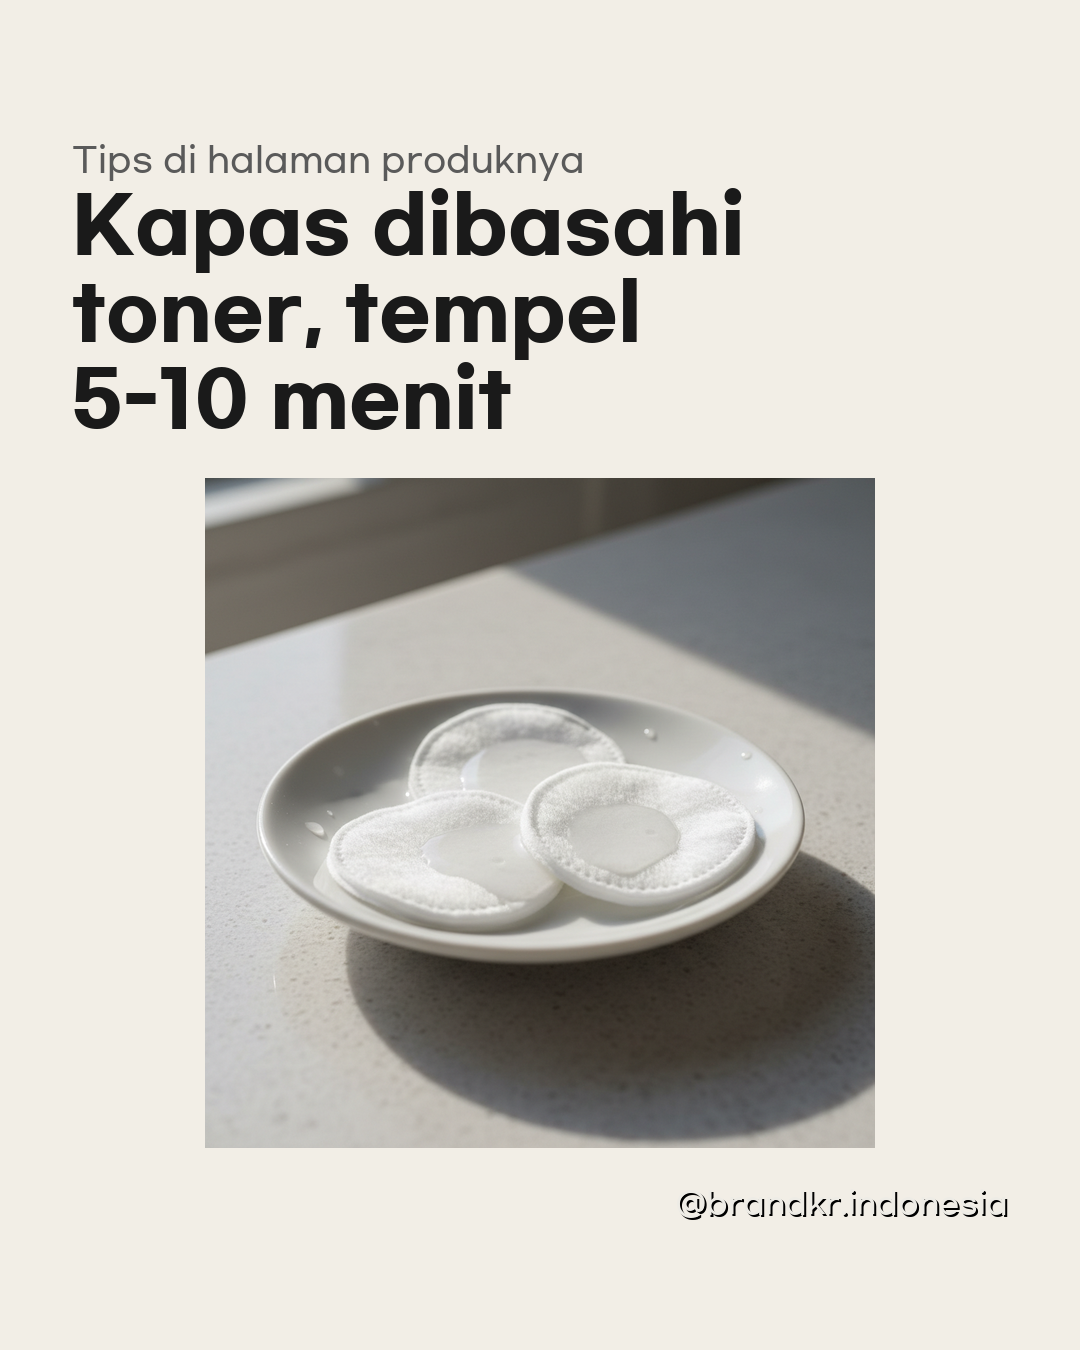 Tips di halaman produknya
Kapas dibasahi
toner, tempel
5-10 menit
@brandkr.indonesia